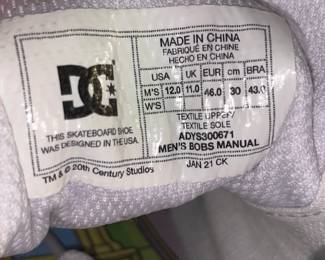 DC
THIS SKATEBOARD SHOE
WAS DESIGNED IN THE USA.
TM & © 20th Century Studios
MADE IN CHINA
FABRIQUÉ EN CHINE
HECHO EN CHINA
USA UK EUR cm BRA
M'S 12.0 11.0 46.0 30 43.0
W'S
TEXTILE UPPER/
TEXTILE SOLE
ADYS300671
MEN'S BOBS MANUAL
JAN 21 CK